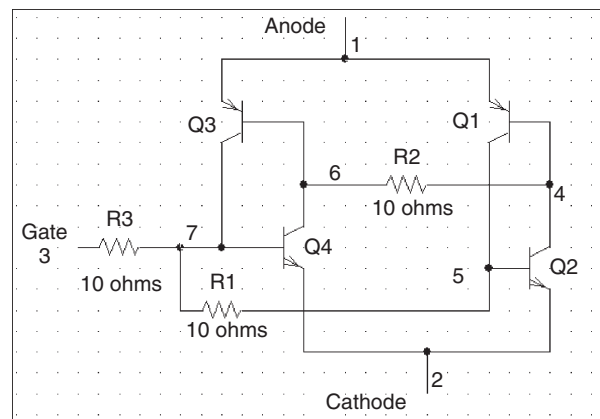 Anode
1
Q3
Q1
R2
6
4
10 ohms
Gate
3
R3
7
Q4
Q2
5
10 ohms
R1
10 ohms
2
Cathode